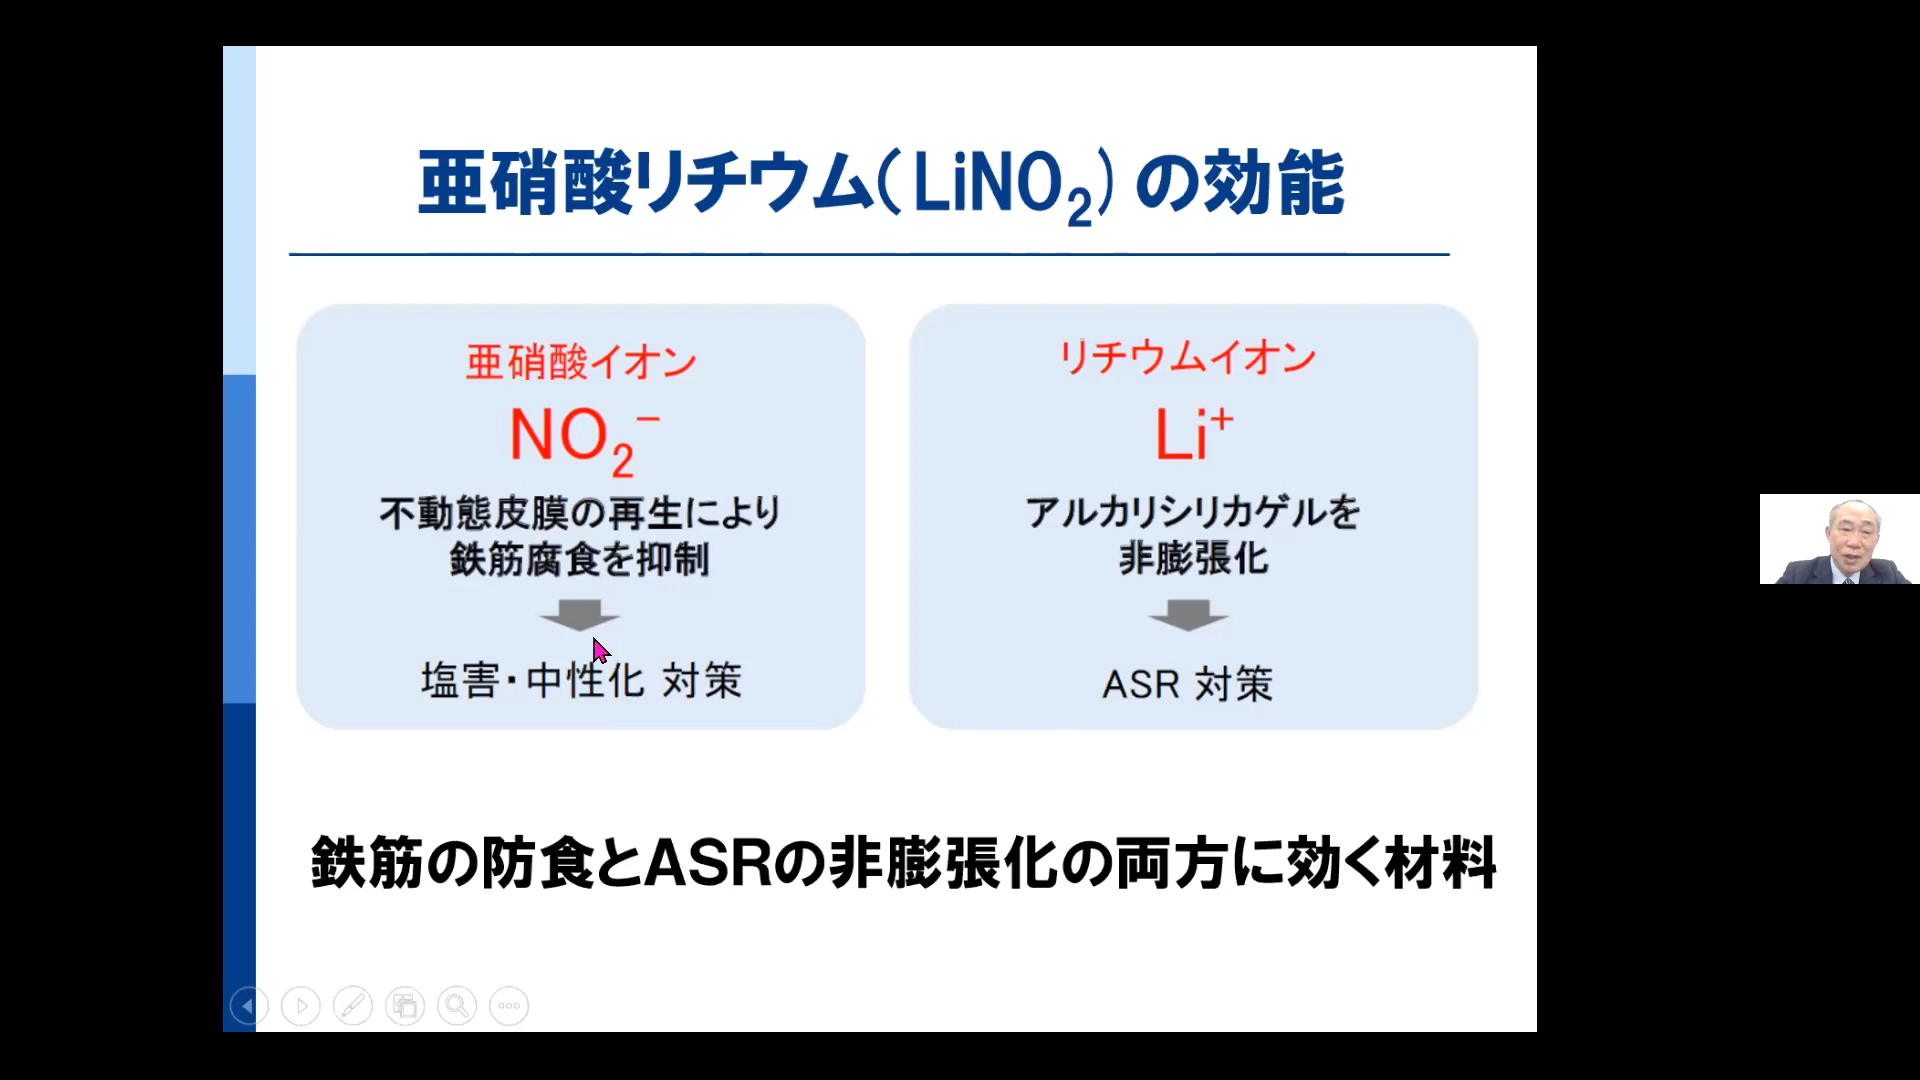 亜硝酸リチウム(LiNO₂)の効能
亜硝酸イオン
NO₂⁻
不動態皮膜の再生により
鉄筋腐食を抑制
塩害・中性化 対策
リチウムイオン
Li⁺
アルカリシリカゲルを
非膨張化
ASR 対策
鉄筋の防食とASRの非膨張化の両方に効く材料